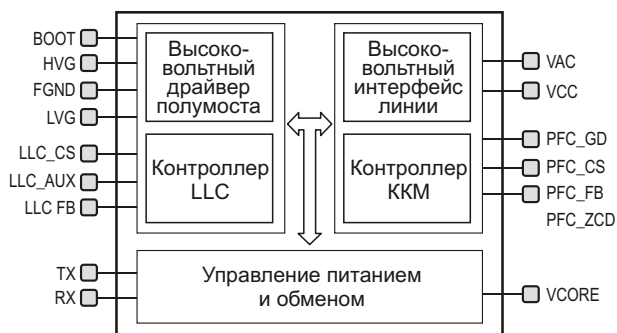 BOOT
HVG
FGND
LVG
LLC_CS
LLC_AUX
LLC FB
TX
RX
Высоко-
вольтный
драйвер
полумоста
Контроллер
LLC
Высоко-
вольтный
интерфейс
линии
Контроллер
ККМ
Управление питанием
и обменом
VAC
VCC
PFC_GD
PFC_CS
PFC_FB
PFC_ZCD
VCORE